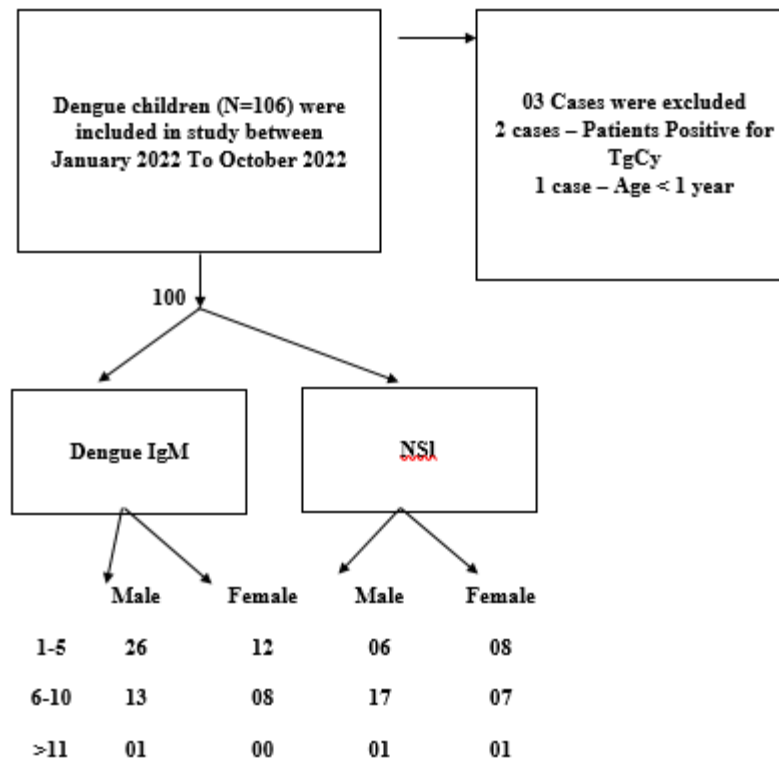 Dengue children (N=106) were
included in study between
January 2022 To October 2022
03 Cases were excluded
2 cases – Patients Positive for
TgCy
1 case – Age < 1 year
100
Dengue IgM
NS1
Male Female Male Female
1-5 26 12 06 08
6-10 13 08 17 07
>11 01 00 01 01